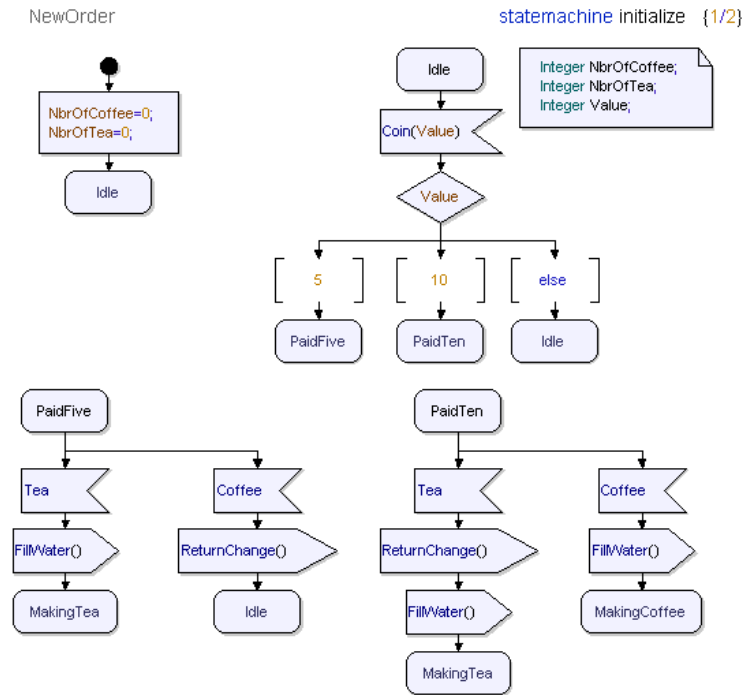 NewOrder
statemachine initialize {1/2}
NbrOfCoffee=0;
NbrOfTea=0;
Idle
Idle
Integer NbrOfCoffee;
Integer NbrOfTea;
Integer Value;
Coin(Value)
Value
5
10
else
PaidFive
PaidTen
Idle
PaidFive
Tea
Coffee
FillWater()
ReturnChange()
MakingTea
Idle
PaidTen
Tea
Coffee
ReturnChange()
FillWater()
FillWater()
MakingCoffee
MakingTea